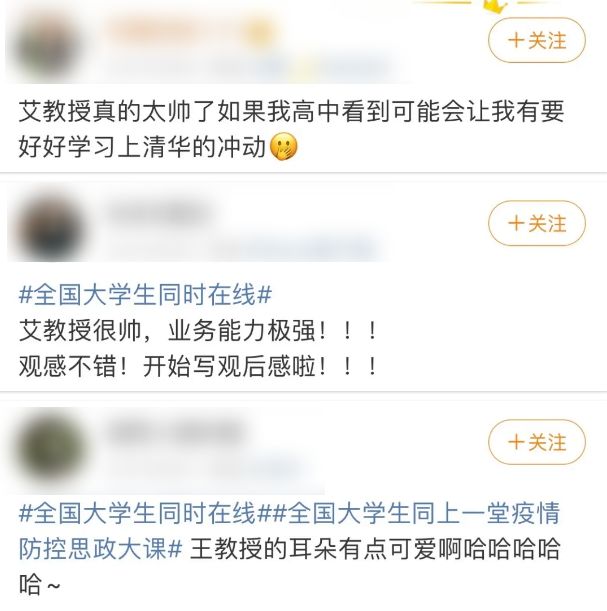 +关注
艾教授真的太帅了如果我高中看到可能会让我有要
好好学习上清华的冲动🤭
+关注
#全国大学生同时在线#
艾教授很帅，业务能力极强！！！
观感不错！开始写观后感啦！！！
+关注
#全国大学生同时在线##全国大学生同上一堂疫情
防控思政大课# 王教授的耳朵有点可爱啊哈哈哈哈
哈~